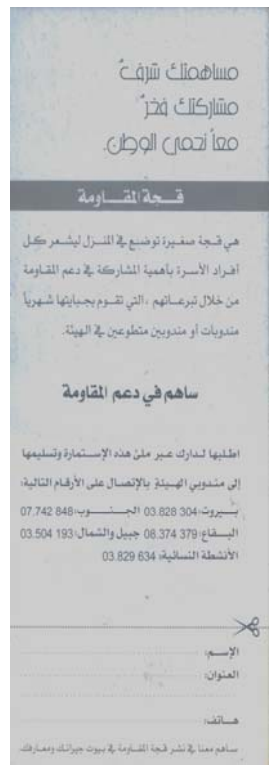 مساهمتك شرفٌ
مشاركتك فخرٌ
معاً نحمي الوطن.
قـجة المقـــاومة
هي قجة صغيرة توضع في المنزل ليشعر كل
أفراد الأسرة بأهمية المشاركة في دعم المقاومة
من خلال تبرعاتهم، التي تقوم بجبايتها شهرياً
مندوبات أو مندوبين متطوعين في الهيئة.
ساهم في دعم المقاومة
اطلبها لدارك عبر ملئ هذه الإستمارة وتسليمها
إلى مندوبي الهيئة بالإتصال على الأرقام التالية:
بيروت: 03.828 304 الجنوب: 07.742 848
البقاع: 08.374 379 جبيل والشمال: 03.504 193
الأنشطة النسائية: 03.829 634
الإسم:
العنوان:
هاتف:
ساهم معنا في نشر قجة المقاومة في بيوت جيرانك ومعارفك.